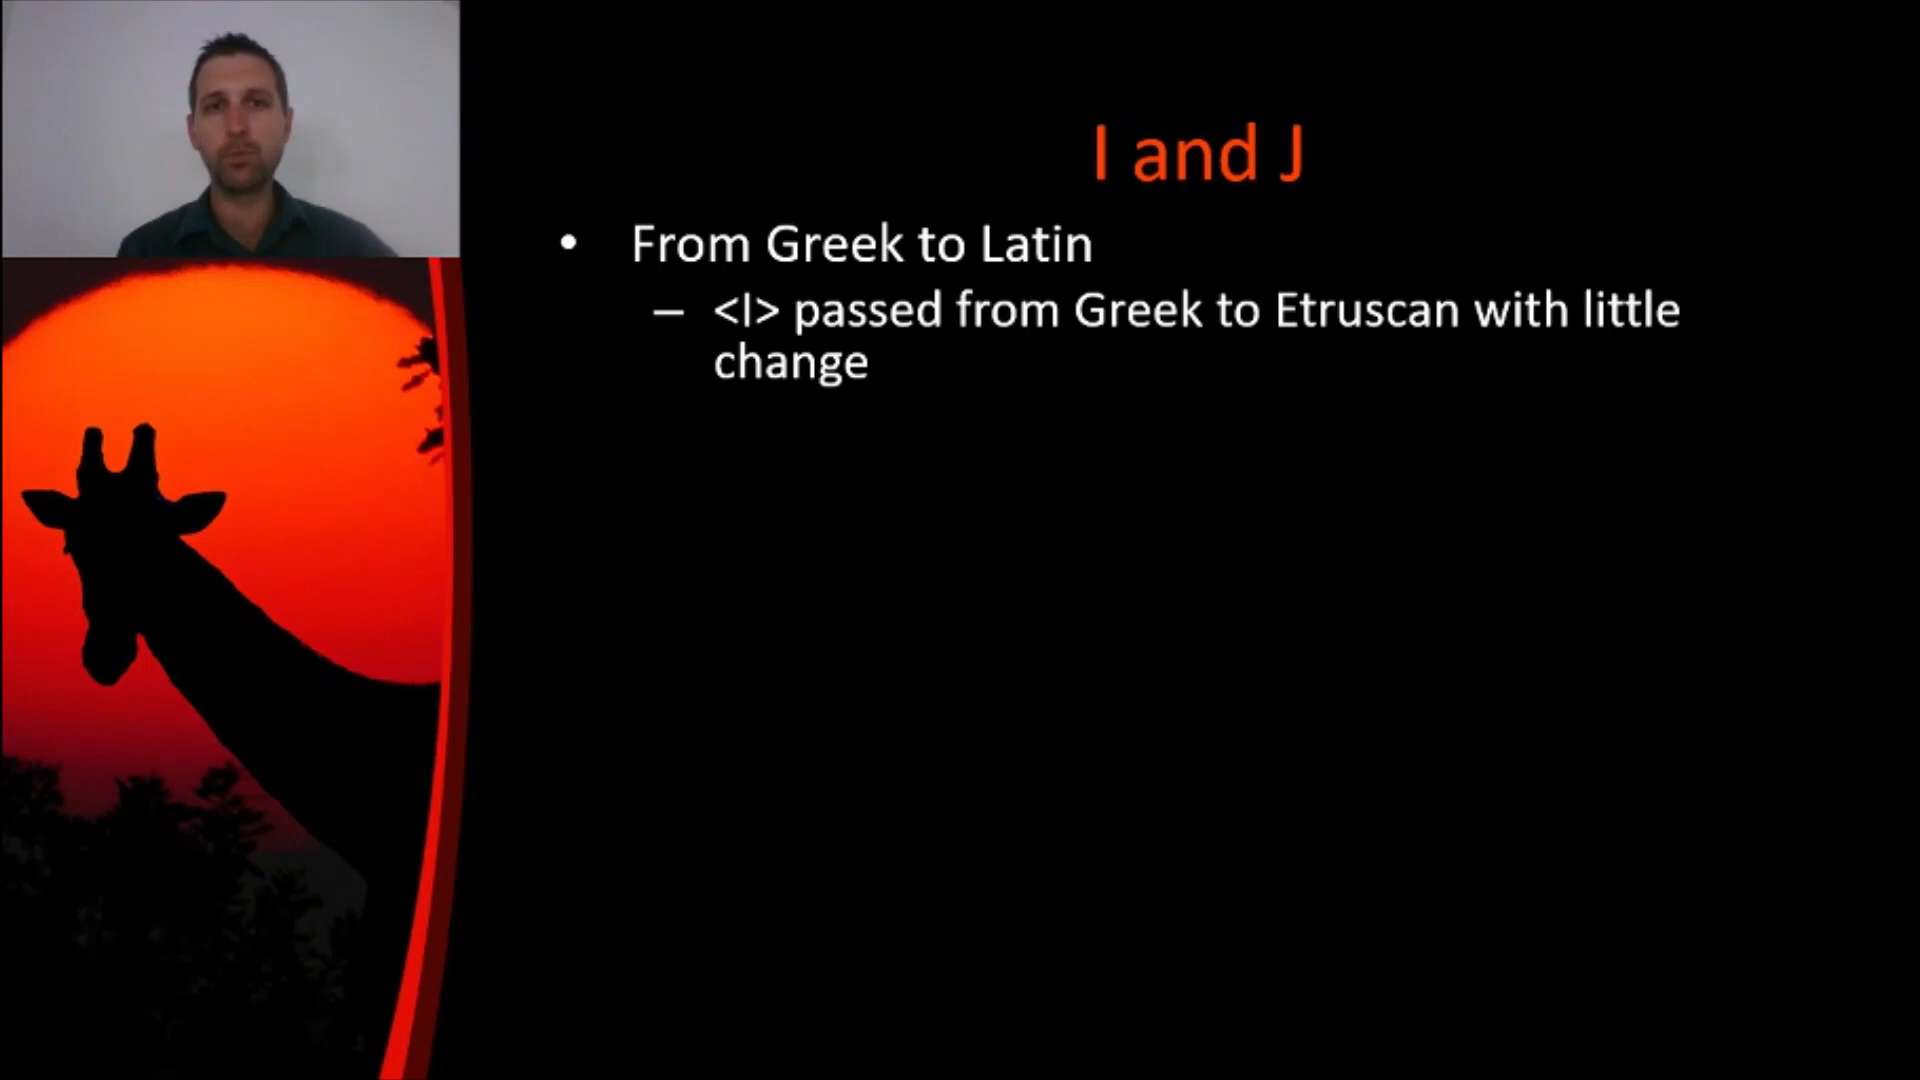 I and J
• From Greek to Latin
– <I> passed from Greek to Etruscan with little
change